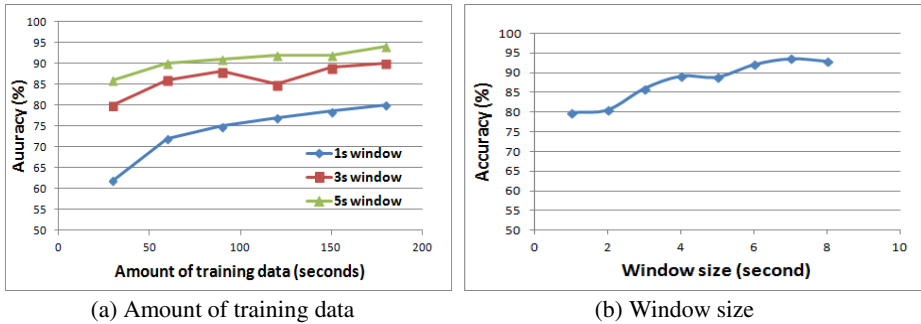 100
95
90
85
80
75
70
65
60
55
50
Auuracy (%)
1s window
3s window
5s window
0 50 100 150 200
Amount of training data (seconds)
(a) Amount of training data
100
95
90
85
80
75
70
65
60
55
50
Accuracy (%)
0 2 4 6 8 10
Window size (second)
(b) Window size